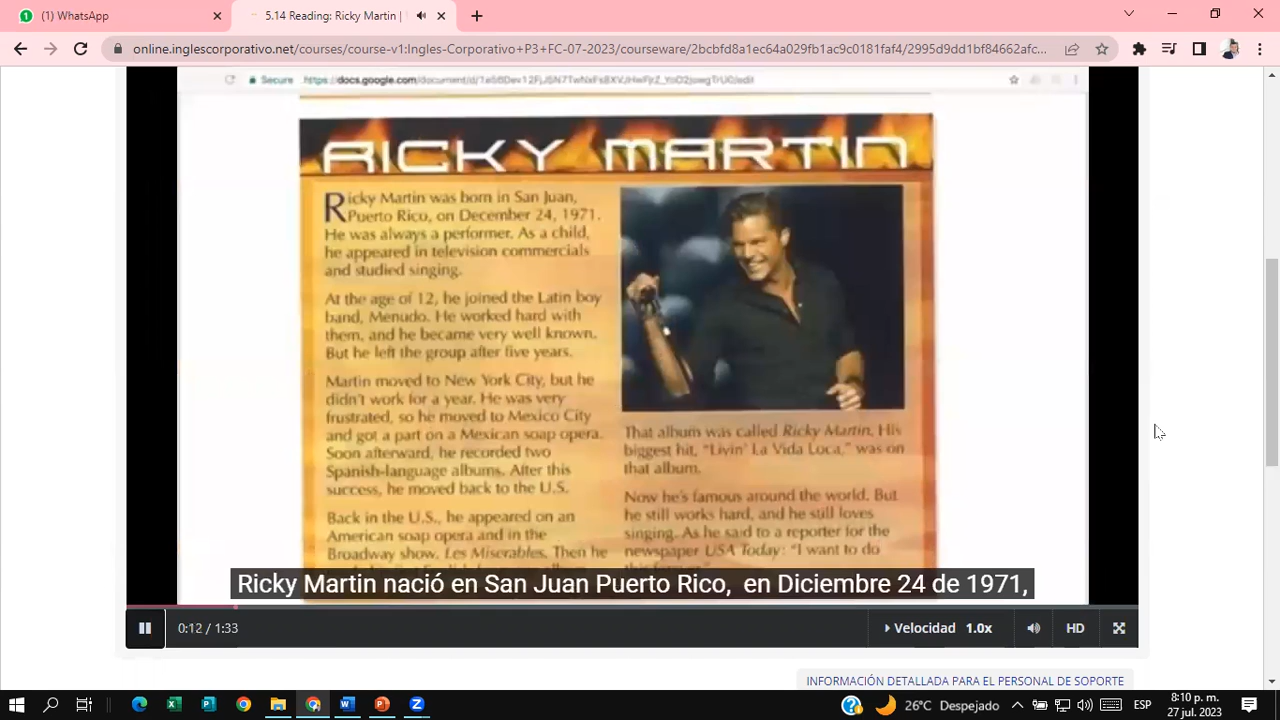 (1) WhatsApp
5.14 Reading: Ricky Martin |
online.inglescorporativo.net/courses/course-v1:Ingles-Corporativo+P3+FC-07-2023/courseware/
Secure
RICKY MARTIN
Ricky Martin was born in San Juan,
Puerto Rico, on December 24, 1971.
He was always a performer. As a child,
he appeared in television commercials
and studied singing.
At the age of 12, he joined the Latin boy
band, Menudo. He worked hard with
them, and he became very well known.
But he left the group after five years.
Martin moved to New York City, but he
didn't work for a year. He was very
frustrated, so he moved to Mexico City
and got a part on a Mexican soap opera.
Soon afterward, he recorded two
Spanish-language albums. After this
success, he moved back to the U.S.
Back in the U.S., he appeared on an
American soap opera and in the
Broadway show, Les Miserables. Then he
That album was called Ricky Martin. His
biggest hit, "Livin' La Vida Loca," was on
that album.
Now he's famous around the world. But
he still works hard, and he still loves
singing. As he said to a reporter for the
newspaper USA Today: "I want to do
Ricky Martin nació en San Juan Puerto Rico, en Diciembre 24 de 1971,
0:12 / 1:33
Velocidad 1.0x
HD
INFORMACIÓN DETALLADA PARA EL PERSONAL DE SOPORTE
26°C Despejado
ESP
8:10 p. m.
27 jul. 2023